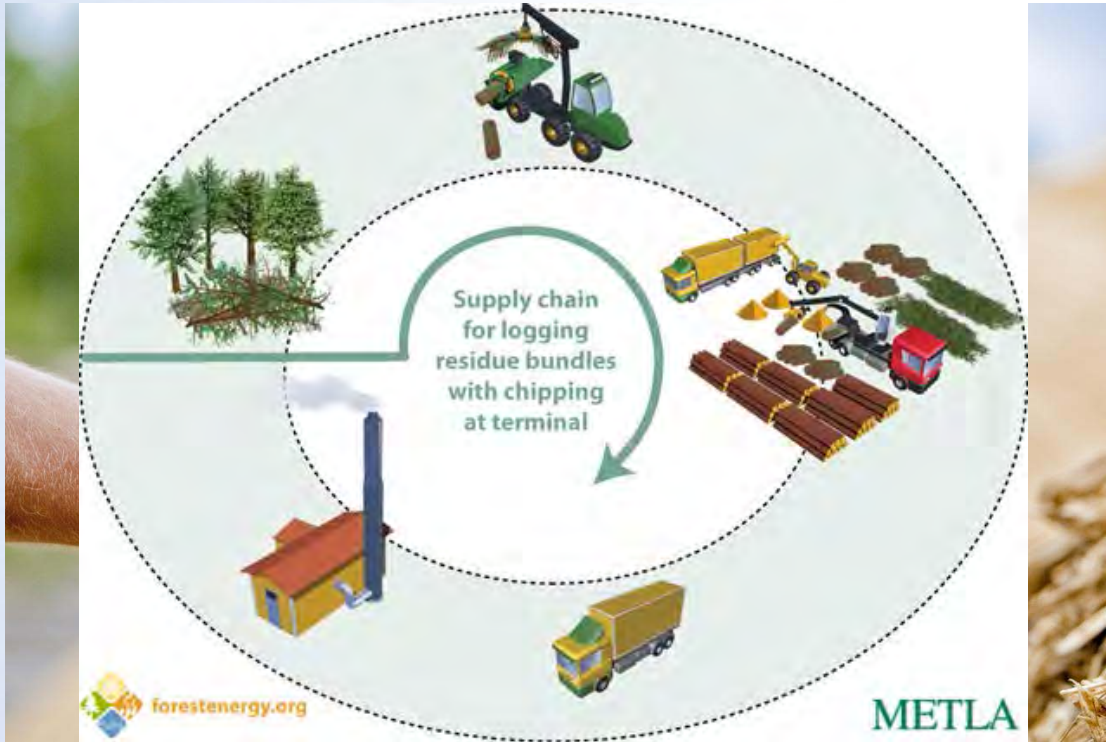 Supply chain
for logging
residue bundles
with chipping
at terminal
forestenergy.org
METLA